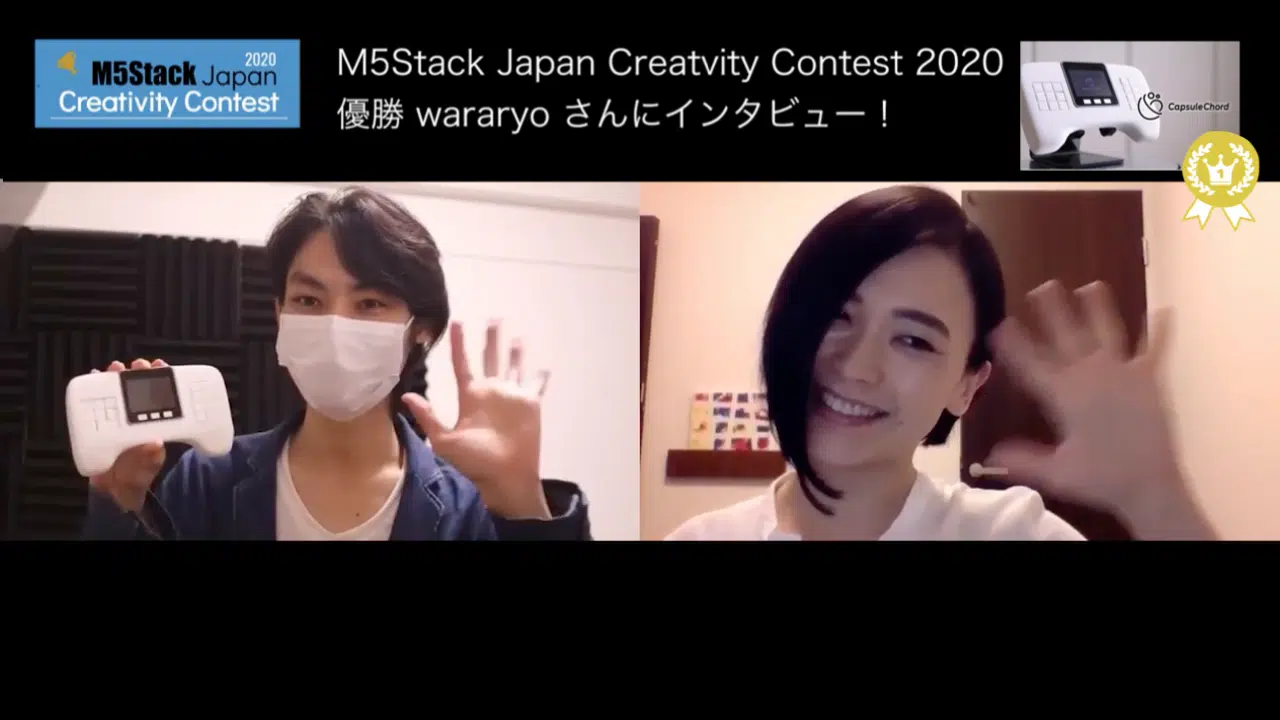 2020
M5Stack Japan
Creativity Contest
M5Stack Japan Creatvity Contest 2020
優勝 wararyo さんにインタビュー！
CapsuleChord
1